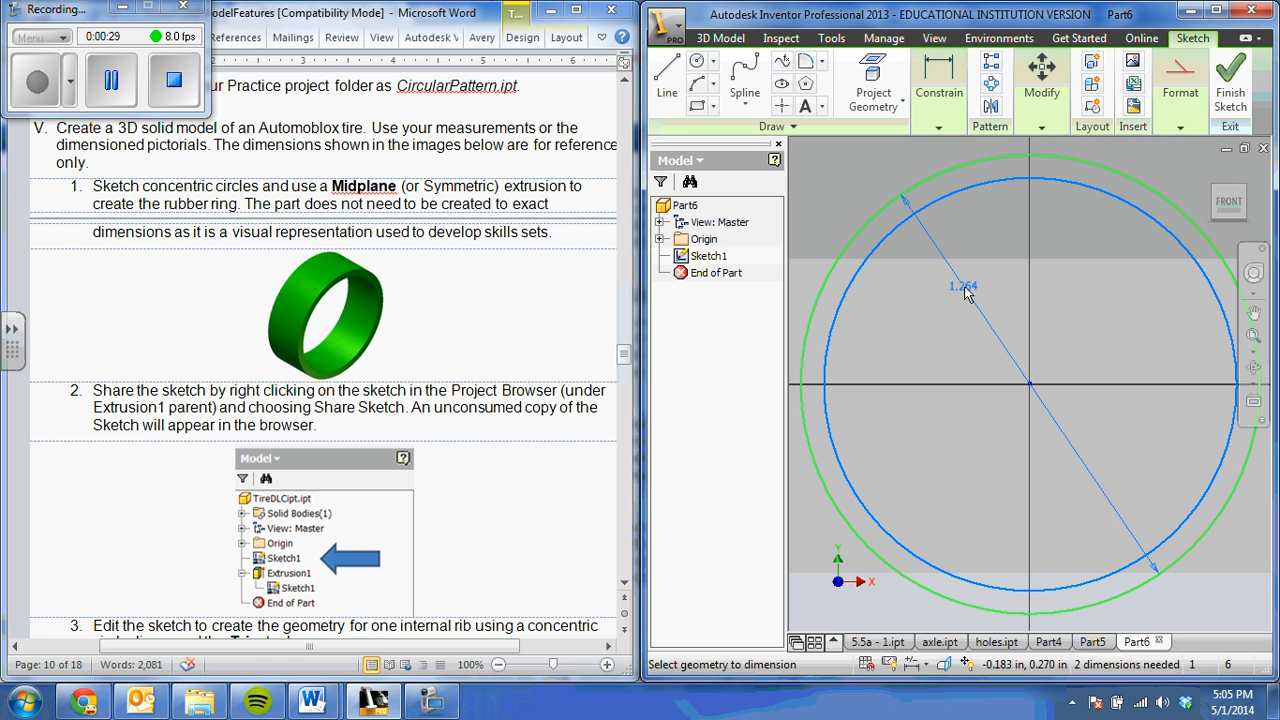 Recording...
Menu
0:00:29
8.0 fps
odelFeatures [Compatibility Mode] - Microsoft Word
T...
References Mailings Review View Autodesk V Avery Design Layout
2 3 4 5 6
ur Practice project folder as CircularPattern.ipt.
V. Create a 3D solid model of an Automoblox tire. Use your measurements or the
dimensioned pictorials. The dimensions shown in the images below are for reference
only.
1. Sketch concentric circles and use a Midplane (or Symmetric) extrusion to
create the rubber ring. The part does not need to be created to exact
dimensions as it is a visual representation used to develop skills sets.
2. Share the sketch by right clicking on the sketch in the Project Browser (under
Extrusion1 parent) and choosing Share Sketch. An unconsumed copy of the
Sketch will appear in the browser.
Model
TireDLCipt.ipt
Solid Bodies(1)
View: Master
Origin
Sketch1
Extrusion1
Sketch1
End of Part
3. Edit the sketch to create the geometry for one internal rib using a concentric
Page: 10 of 18 Words: 2,081 100%
Autodesk Inventor Professional 2013 - EDUCATIONAL INSTITUTION VERSION Part6
PRO
3D Model Inspect Tools Manage View Environments Get Started Online Sketch
Line
Spline
Project
Geometry
Constrain
Pattern
Modify
Layout
Insert
Format
Finish
Sketch
Draw
Exit
Model
Part6
View: Master
Origin
Sketch1
End of Part
FRONT
1.264
Y
X
5.5a - 1.ipt axle.ipt holes.ipt Part4 Part5 Part6
Select geometry to dimension
-0.183 in, 0.270 in 2 dimensions needed 1 6
5:05 PM
5/1/2014